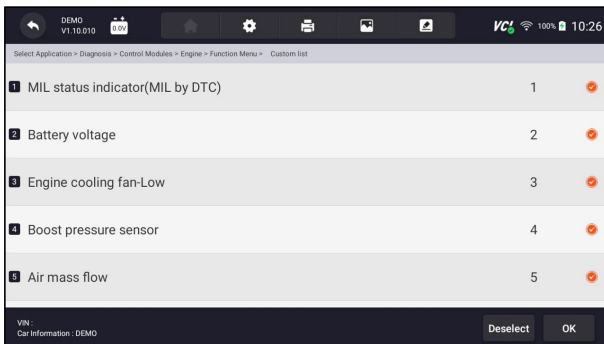 DEMO
V1.10.010
0.0V
VC!
100%
10:26
Select Application > Diagnosis > Control Modules > Engine > Function Menu > Custom list
1 MIL status indicator(MIL by DTC) 1
2 Battery voltage 2
3 Engine cooling fan-Low 3
4 Boost pressure sensor 4
5 Air mass flow 5
VIN :
Car Information : DEMO
Deselect
OK